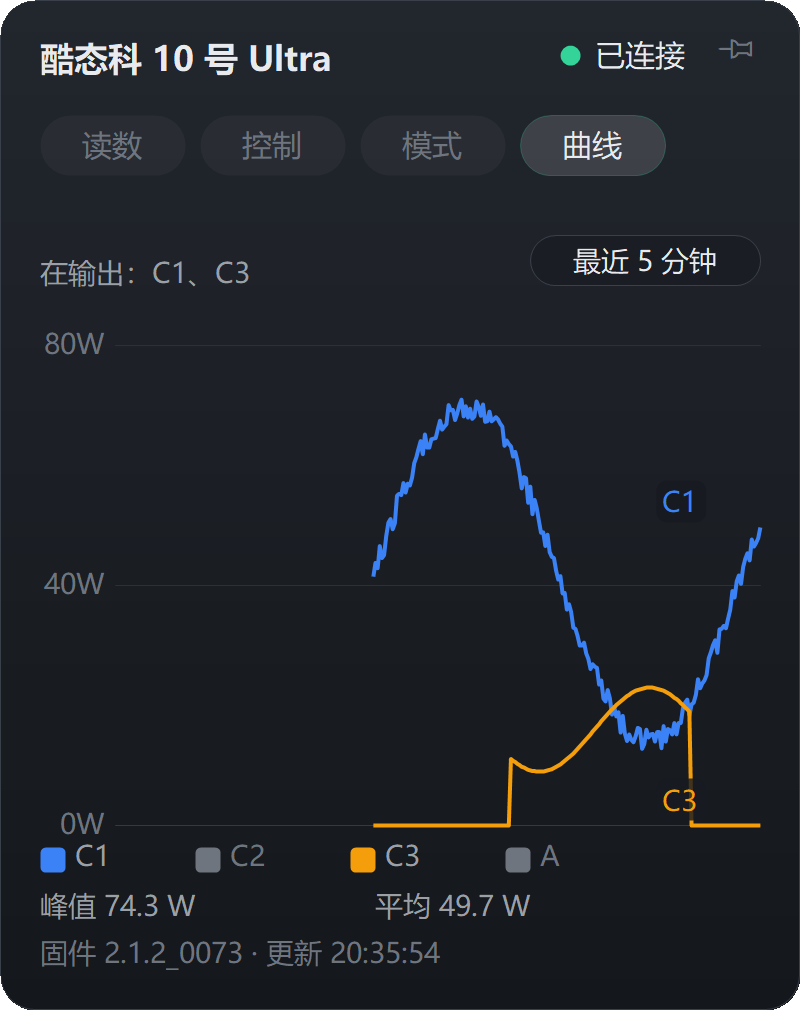 酷态科 10 号 Ultra 已连接
读数 控制 模式 曲线
在输出：C1、C3 最近 5 分钟
80W
C1
40W
C3
0W
C1 C2 C3 A
峰值 74.3 W 平均 49.7 W
固件 2.1.2_0073 · 更新 20:35:54